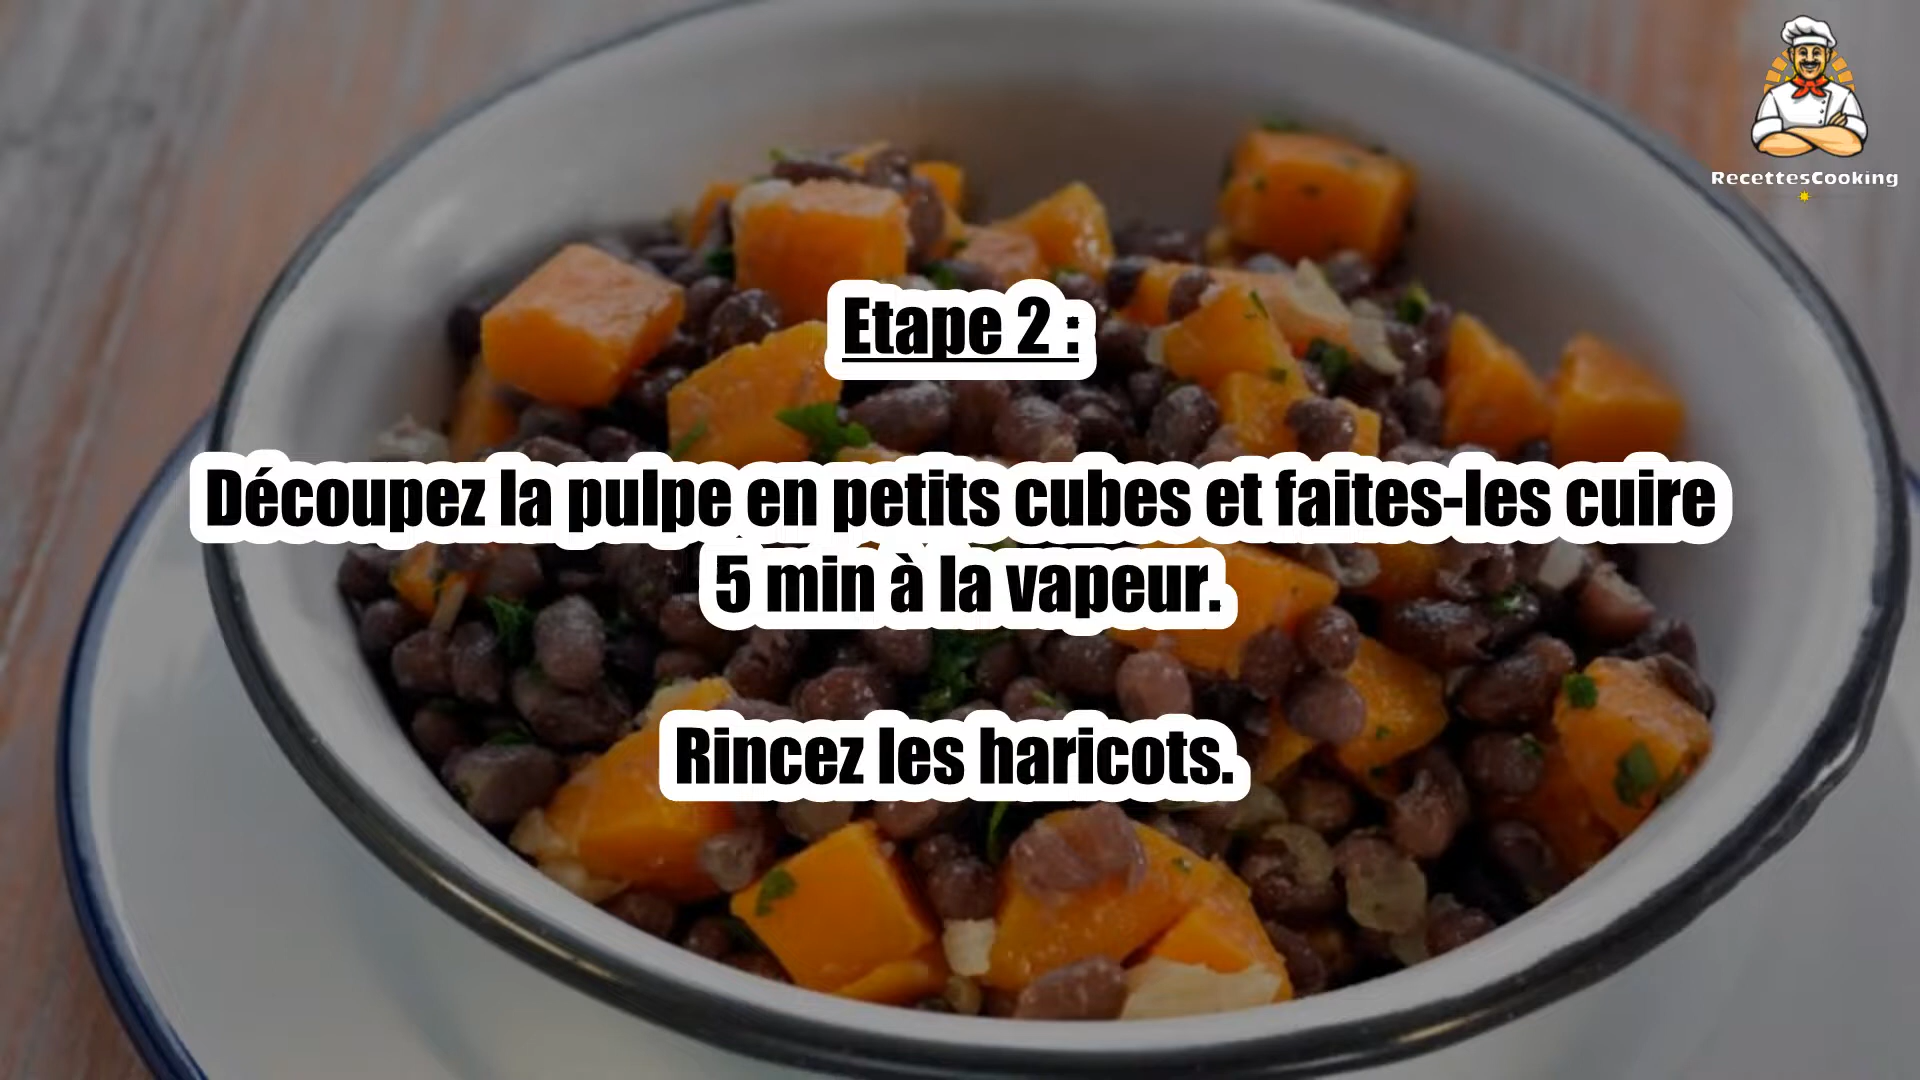 RecettesCooking
Etape 2 :
Découpez la pulpe en petits cubes et faites-les cuire
5 min à la vapeur.
Rincez les haricots.